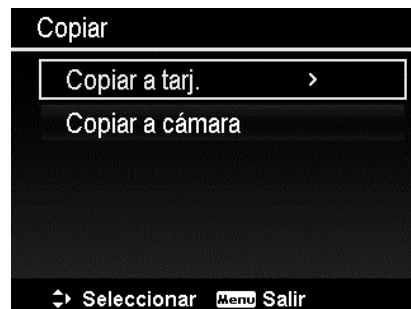 Copiar
Copiar a tarj.
Copiar a cámara
Seleccionar Menu Salir